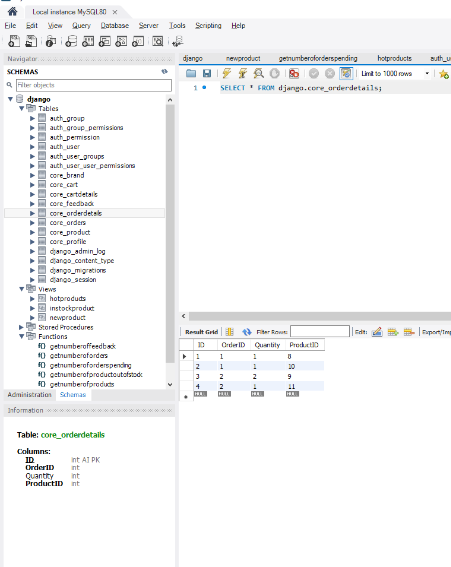 Local instance MySQL80 ×
File Edit View Query Database Server Tools Scripting Help
Navigator
SCHEMAS
Filter objects
django
Tables
auth_group
auth_group_permissions
auth_permission
auth_user
auth_user_groups
auth_user_user_permissions
core_brand
core_cart
core_cartdetails
core_feedback
core_orderdetails
core_orders
core_product
core_profile
django_admin_log
django_content_type
django_migrations
django_session
Views
hotproducts
instockproduct
newproduct
Stored Procedures
Functions
getnumberoffeedback
getnumberoforders
getnumberoforderspending
getnumberofproductoutofstock
getnumberofproducts
Administration Schemas
Information
Table: core_orderdetails
Columns:
ID int AI PK
OrderID int
Quantity int
ProductID int
django newproduct getnumberoforderspending hotproducts auth_u
Limit to 1000 rows
1 SELECT * FROM django.core_orderdetails;
Result Grid Filter Rows: Edit: Export/Imp
ID OrderID Quantity ProductID
1 1 1 8
2 1 1 10
3 2 2 9
4 2 1 11
NULL NULL NULL NULL